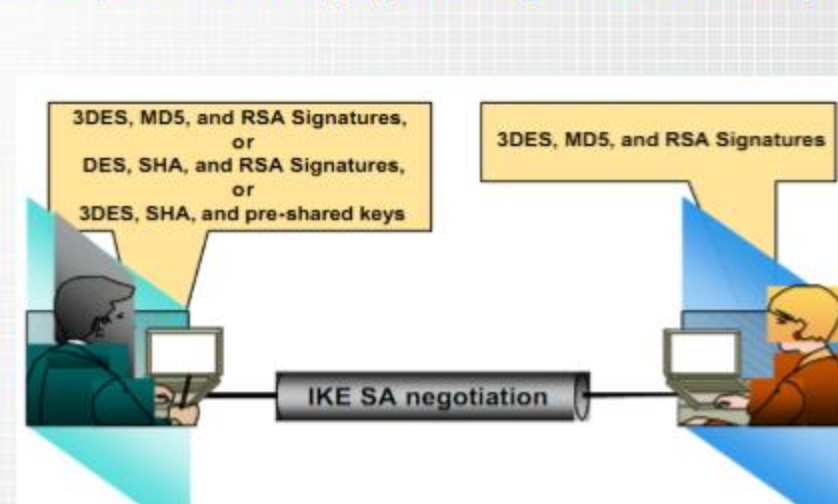 3DES, MD5, and RSA Signatures,
or
DES, SHA, and RSA Signatures,
or
3DES, SHA, and pre-shared keys
3DES, MD5, and RSA Signatures
IKE SA negotiation